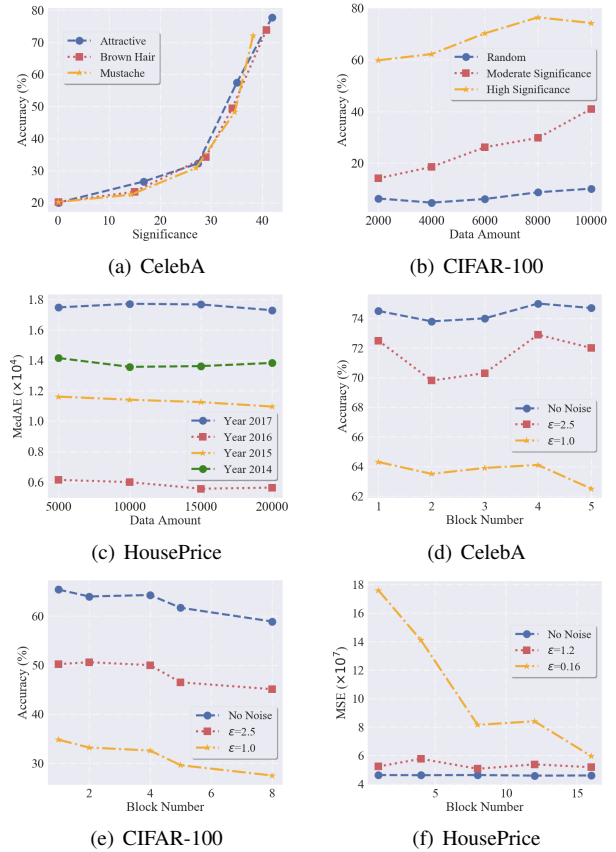 80
70
60
50
40
30
20
Accuracy (%)
Attractive
Brown Hair
Mustache
0
10
20
30
40
Significance
(a) CelebA
80
60
40
20
Accuracy (%)
Random
Moderate Significance
High Significance
2000
4000
6000
8000
10000
Data Amount
(b) CIFAR-100
1.8
1.6
1.4
1.2
1.0
0.8
0.6
MedAE (×10⁴)
Year 2017
Year 2016
Year 2015
Year 2014
5000
10000
15000
20000
Data Amount
(c) HousePrice
74
72
70
68
66
64
62
Accuracy (%)
No Noise
ε=2.5
ε=1.0
1
2
3
4
5
Block Number
(d) CelebA
60
50
40
30
Accuracy (%)
No Noise
ε=2.5
ε=1.0
2
4
6
8
Block Number
(e) CIFAR-100
18
16
14
12
10
8
6
4
MSE (×10⁷)
No Noise
ε=1.2
ε=0.16
5
10
15
Block Number
(f) HousePrice